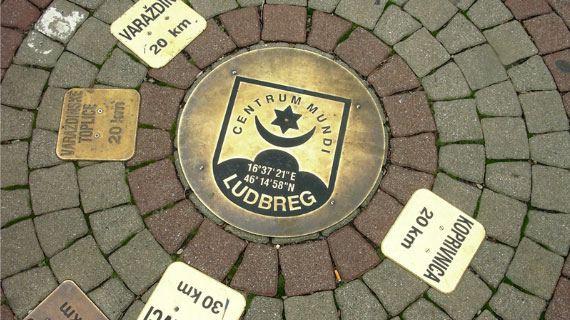 VARAŽDIN
20 km
VARAŽDINSKE
TOPLICE
20 km
CENTRUM MUNDI
16°37'21"E
46°14'58"N
LUDBREG
KOPRIVNICA
20 km
30 km